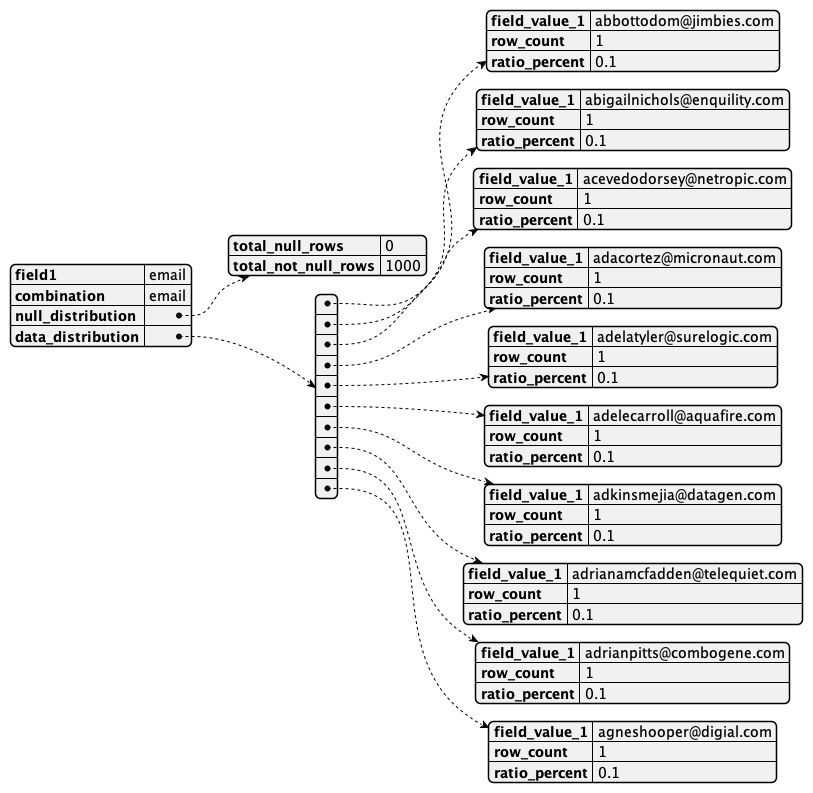 field1 email
combination email
null_distribution
data_distribution
total_null_rows 0
total_not_null_rows 1000
field_value_1 abbottodom@jimbies.com
row_count 1
ratio_percent 0.1
field_value_1 abigailnichols@enquility.com
row_count 1
ratio_percent 0.1
field_value_1 acevedodorsey@netropic.com
row_count 1
ratio_percent 0.1
field_value_1 adacortez@micronaut.com
row_count 1
ratio_percent 0.1
field_value_1 adelatyler@surelogic.com
row_count 1
ratio_percent 0.1
field_value_1 adelecarroll@aquafire.com
row_count 1
ratio_percent 0.1
field_value_1 adkinsmejia@datagen.com
row_count 1
ratio_percent 0.1
field_value_1 adrianamcfadden@telequiet.com
row_count 1
ratio_percent 0.1
field_value_1 adrianpitts@combogene.com
row_count 1
ratio_percent 0.1
field_value_1 agneshooper@digial.com
row_count 1
ratio_percent 0.1